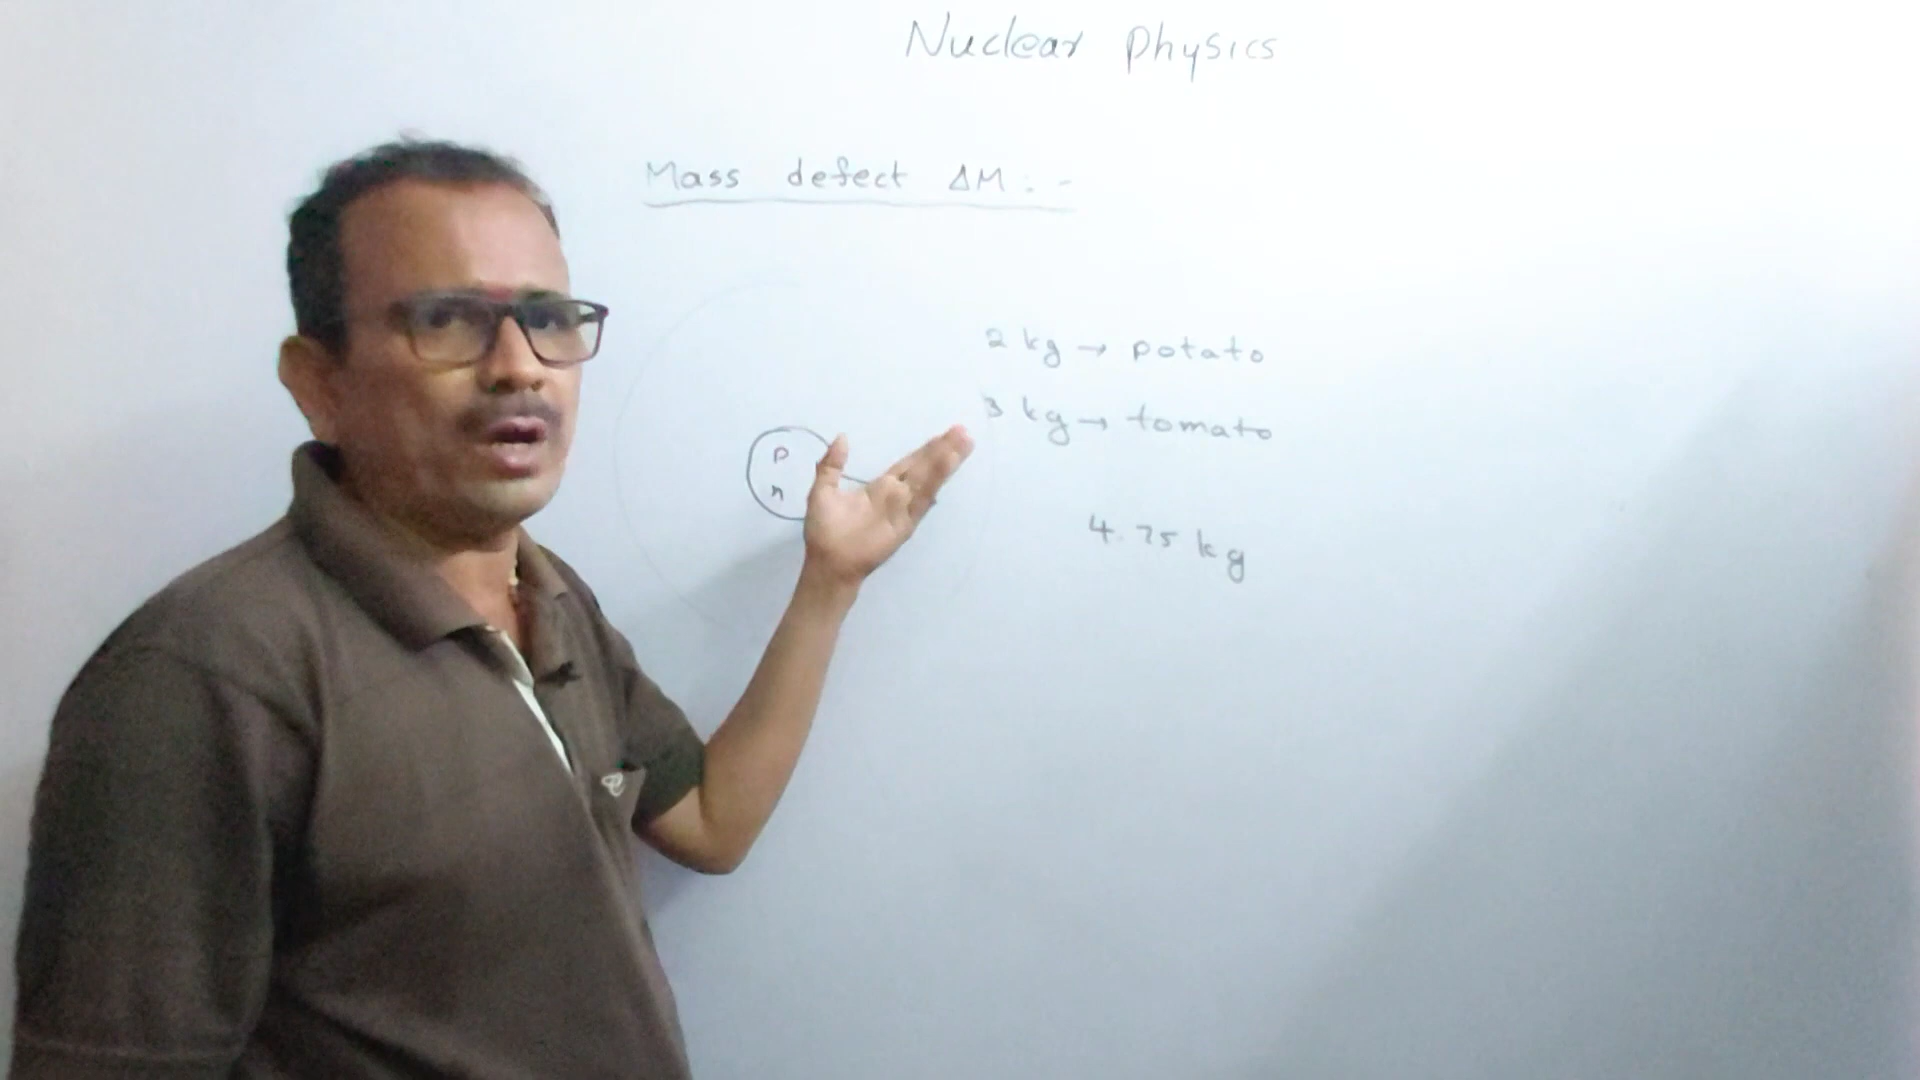 Nuclear Physics
Mass defect ΔM : -
2 kg → potato
3 kg → tomato
p
n
4.75 kg